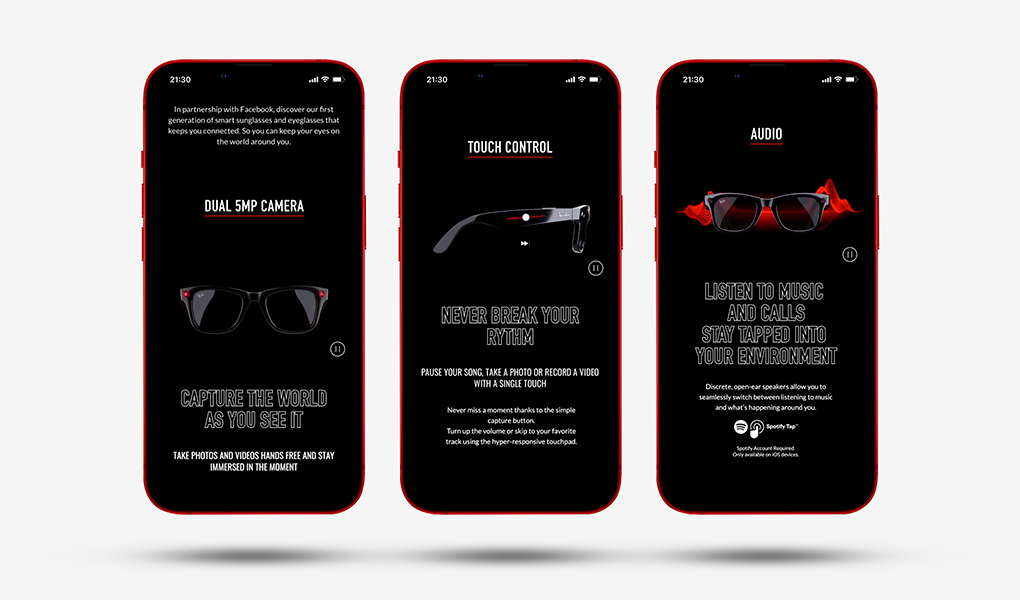 21:30
In partnership with Facebook, discover our first
generation of smart sunglasses and eyeglasses that
keeps you connected. So you can keep your eyes on
the world around you.
DUAL 5MP CAMERA
Ray-Ban
CAPTURE THE WORLD
AS YOU SEE IT
TAKE PHOTOS AND VIDEOS HANDS FREE AND STAY
IMMERSED IN THE MOMENT
21:30
TOUCH CONTROL
Ray-Ban
NEVER BREAK YOUR
RYTHM
PAUSE YOUR SONG, TAKE A PHOTO OR RECORD A VIDEO
WITH A SINGLE TOUCH
Never miss a moment thanks to the simple
capture button.
Turn up the volume or skip to your favorite
track using the hyper-responsive touchpad.
21:30
AUDIO
Ray-Ban
LISTEN TO MUSIC
AND CALLS
STAY TAPPED INTO
YOUR ENVIRONMENT
Discrete, open-ear speakers allow you to
seamlessly switch between listening to music
and what's happening around you.
Spotify Tap™
Spotify Account Required.
Only available on iOS devices.